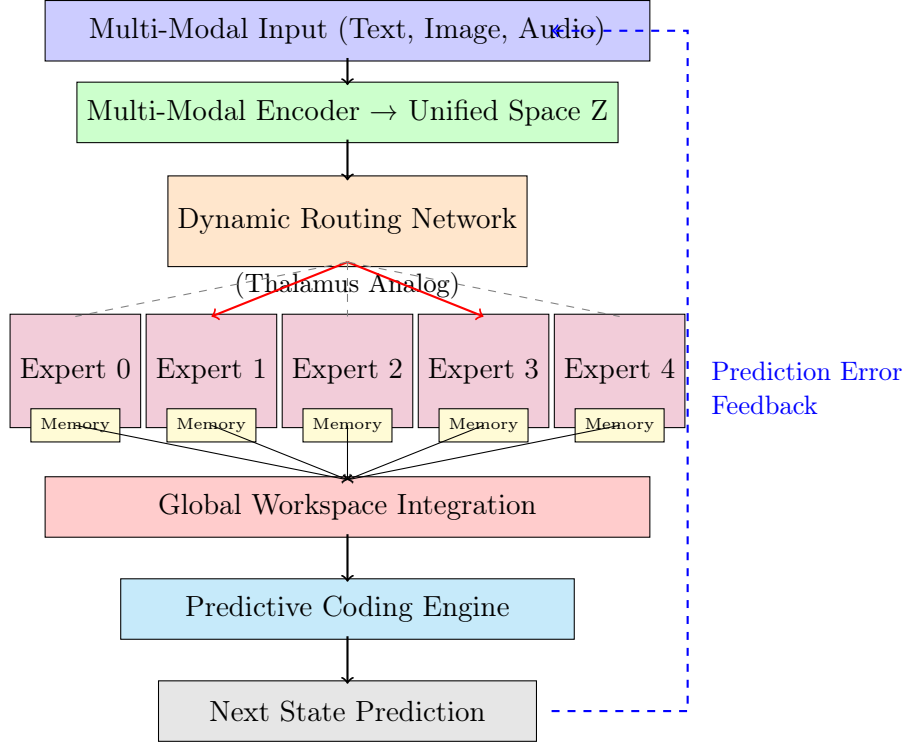 Multi-Modal Input (Text, Image, Audio)
Multi-Modal Encoder → Unified Space Z
Dynamic Routing Network
(Thalamus Analog)
Expert 0
Expert 1
Expert 2
Expert 3
Expert 4
Memory
Memory
Memory
Memory
Memory
Prediction Error
Feedback
Global Workspace Integration
Predictive Coding Engine
Next State Prediction